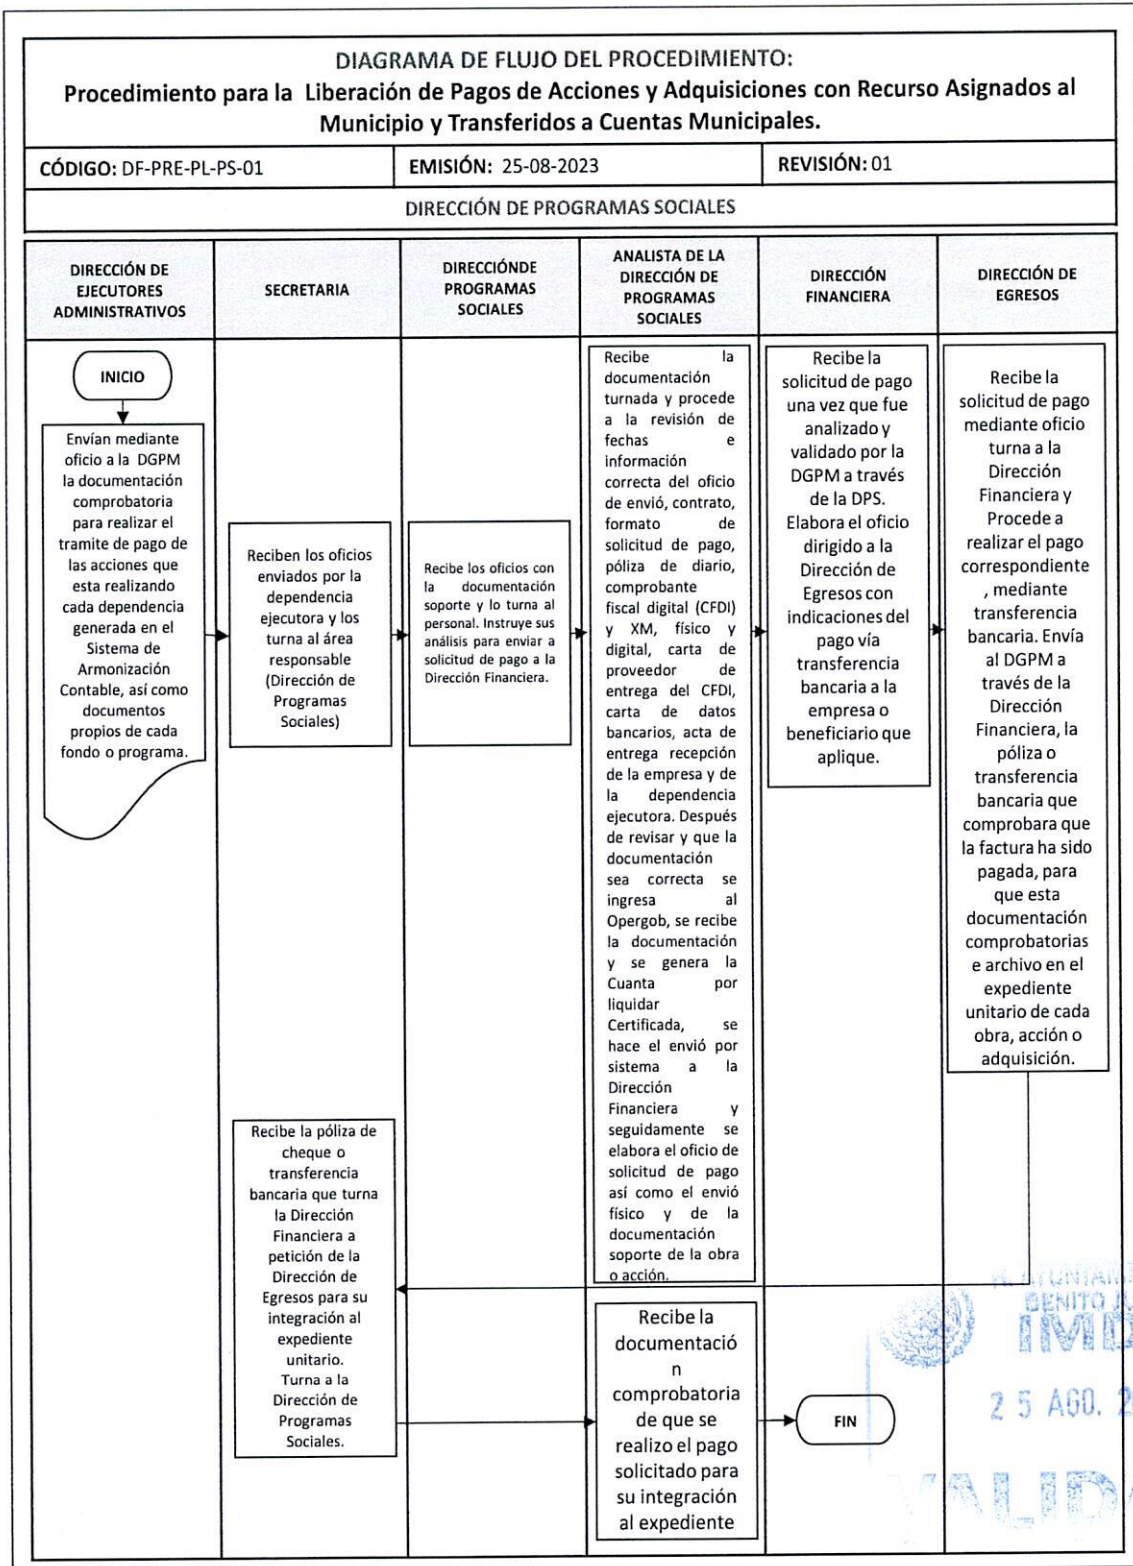 DIAGRAMA DE FLUJO DEL PROCEDIMIENTO:
Procedimiento para la Liberación de Pagos de Acciones y Adquisiciones con Recurso Asignados al
Municipio y Transferidos a Cuentas Municipales.
CÓDIGO: DF-PRE-PL-PS-01
EMISIÓN: 25-08-2023
REVISIÓN: 01
DIRECCIÓN DE PROGRAMAS SOCIALES
DIRECCIÓN DE
EJECUTORES
ADMINISTRATIVOS
SECRETARIA
DIRECCIÓNDE
PROGRAMAS
SOCIALES
ANALISTA DE LA
DIRECCIÓN DE
PROGRAMAS
SOCIALES
DIRECCIÓN
FINANCIERA
DIRECCIÓN DE
EGRESOS
INICIO
Envían mediante
oficio a la DGPM
la documentación
comprobatoria
para realizar el
tramite de pago de
las acciones que
esta realizando
cada dependencia
generada en el
Sistema de
Armonización
Contable, así como
documentos
propios de cada
fondo o programa.
Reciben los oficios
enviados por la
dependencia
ejecutora y los
turna al área
responsable
(Dirección de
Programas
Sociales)
Recibe los oficios con
la documentación
soporte y lo turna al
personal. Instruye sus
análisis para enviar a
solicitud de pago a la
Dirección Financiera.
Recibe la
documentación
turnada y procede
a la revisión de
fechas e
información
correcta del oficio
de envió, contrato,
formato de
solicitud de pago,
póliza de diario,
comprobante
fiscal digital (CFDI)
y XM, físico y
digital, carta de
proveedor de
entrega del CFDI,
carta de datos
bancarios, acta de
entrega recepción
de la empresa y de
la dependencia
ejecutora. Después
de revisar y que la
documentación
sea correcta se
ingresa al
Opergob, se recibe
la documentación
y se genera la
Cuanta por
liquidar
Certificada, se
hace el envió por
sistema a la
Dirección
Financiera y
seguidamente se
elabora el oficio de
solicitud de pago
así como el envió
físico y de la
documentación
soporte de la obra
o acción.
Recibe la
solicitud de pago
una vez que fue
analizado y
validado por la
DGPM a través
de la DPS.
Elabora el oficio
dirigido a la
Dirección de
Egresos con
indicaciones del
pago vía
transferencia
bancaria a la
empresa o
beneficiario que
aplique.
Recibe la
solicitud de pago
mediante oficio
turna a la
Dirección
Financiera y
Procede a
realizar el pago
correspondiente
, mediante
transferencia
bancaria. Envía
al DGPM a
través de la
Dirección
Financiera, la
póliza o
transferencia
bancaria que
comprobara que
la factura ha sido
pagada, para
que esta
documentación
comprobatorias
e archivo en el
expediente
unitario de cada
obra, acción o
adquisición.
Recibe la póliza de
cheque o
transferencia
bancaria que turna
la Dirección
Financiera a
petición de la
Dirección de
Egresos para su
integración al
expediente
unitario.
Turna a la
Dirección de
Programas
Sociales.
Recibe la
documentació
n
comprobatoria
de que se
realizo el pago
solicitado para
su integración
al expediente
FIN
H. AYUNTAM
BENITO JU
IMD
25 AGO. 2
VALIDA